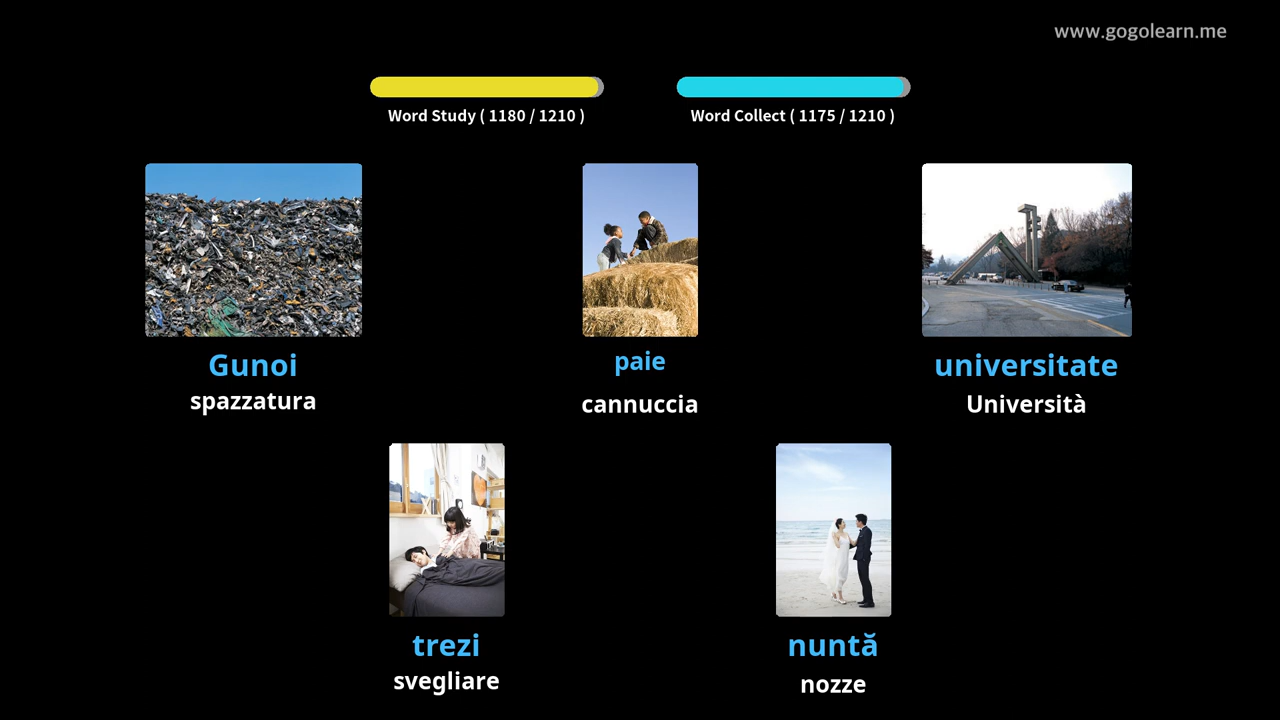 www.gogolearn.me
Word Study ( 1180 / 1210 )
Word Collect ( 1175 / 1210 )
Gunoi
spazzatura
paie
cannuccia
universitate
Università
trezi
svegliare
nuntă
nozze